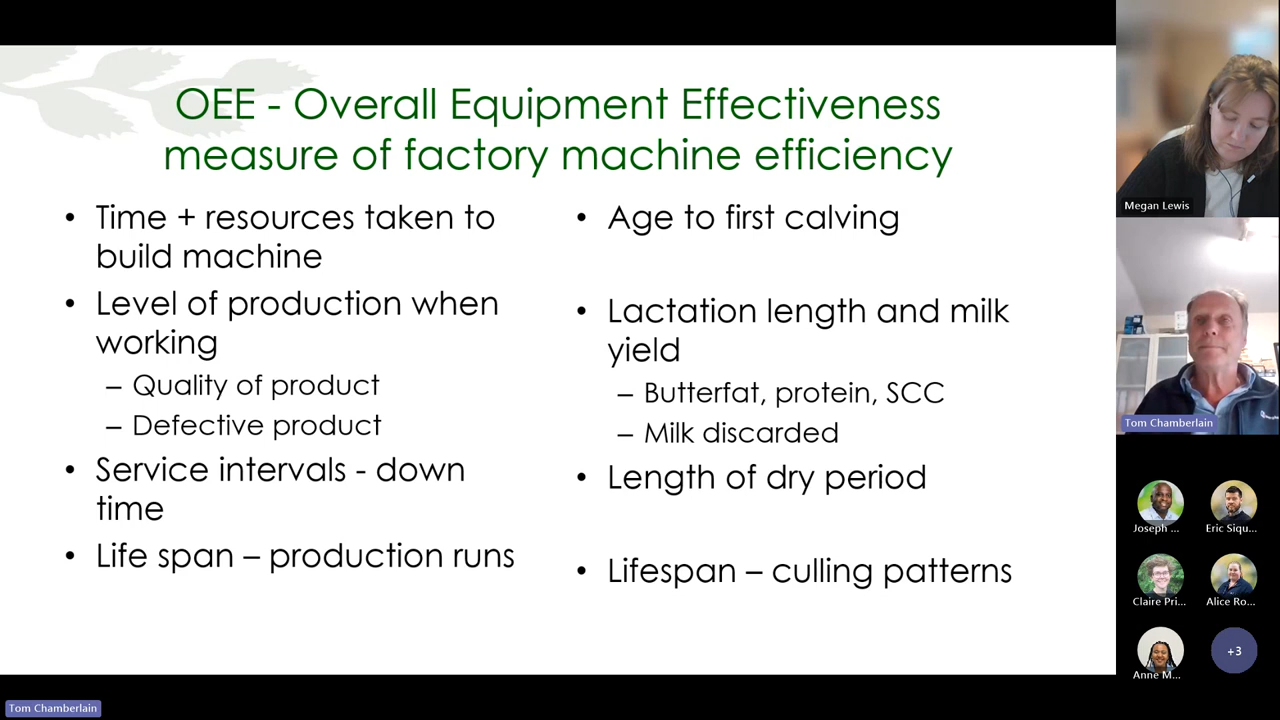 OEE - Overall Equipment Effectiveness
measure of factory machine efficiency
• Time + resources taken to
build machine
• Level of production when
working
– Quality of product
– Defective product
• Service intervals - down
time
• Life span – production runs
• Age to first calving
• Lactation length and milk
yield
– Butterfat, protein, SCC
– Milk discarded
• Length of dry period
• Lifespan – culling patterns
Megan Lewis
Tom Chamberlain
Joseph ...
Eric Siqu...
Claire Pri...
Alice Ro...
Anne M...
+3
Tom Chamberlain